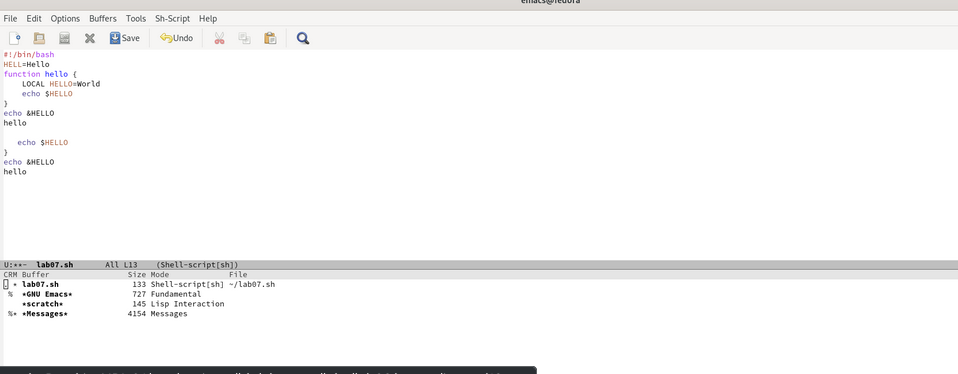 emacs@fedora
File Edit Options Buffers Tools Sh-Script Help
Save Undo
#!/bin/bash
HELL=Hello
function hello {
    LOCAL HELLO=World
    echo $HELLO
}
echo &HELLO
hello
   echo $HELLO
}
echo &HELLO
hello
U:**-  lab07.sh       All L13    (Shell-script[sh])
CRM Buffer            Size Mode             File
. * lab07.sh           133 Shell-script[sh] ~/lab07.sh
 %  *GNU Emacs*        727 Fundamental
    *scratch*          145 Lisp Interaction
 %* *Messages*        4154 Messages